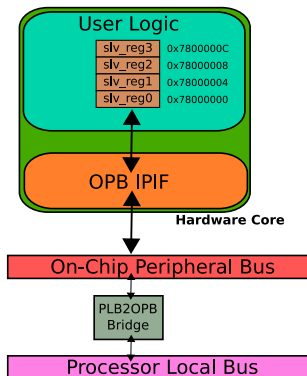 User Logic
slv_reg3 0x7800000C
slv_reg2 0x78000008
slv_reg1 0x78000004
slv_reg0 0x78000000
OPB IPIF
Hardware Core
On-Chip Peripheral Bus
PLB2OPB
Bridge
Processor Local Bus